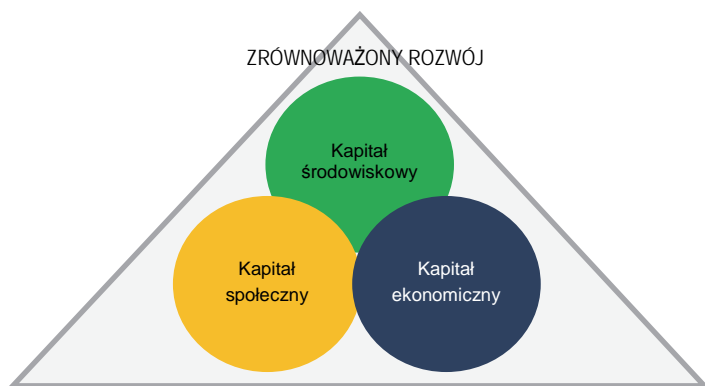 ZRÓWNOWAŻONY ROZWÓJ
Kapitał
środowiskowy
Kapitał
społeczny
Kapitał
ekonomiczny